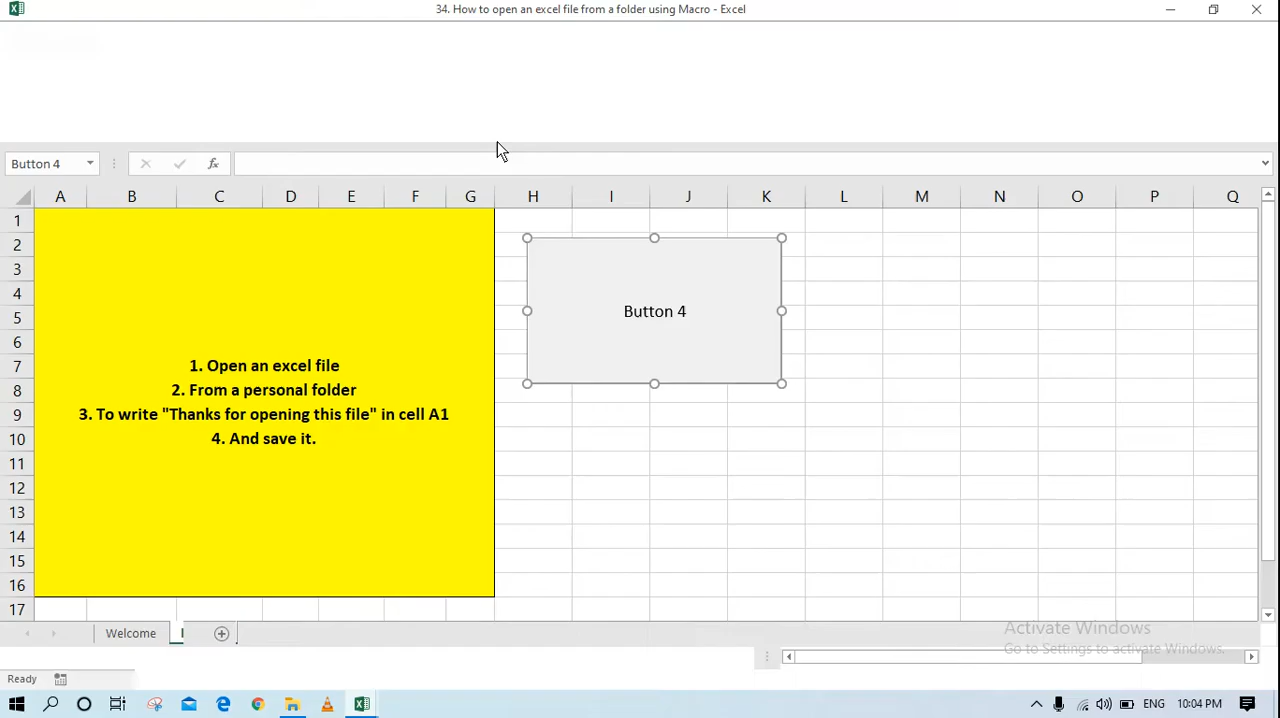 34. How to open an excel file from a folder using Macro - Excel
Button 4
fx
A B C D E F G H I J K L M N O P Q
1
2
3
4
5
6
7
8
9
10
11
12
13
14
15
16
17
Button 4
1. Open an excel file
2. From a personal folder
3. To write "Thanks for opening this file" in cell A1
4. And save it.
Welcome
Activate Windows
Go to Settings to activate Windows.
Ready
ENG 10:04 PM